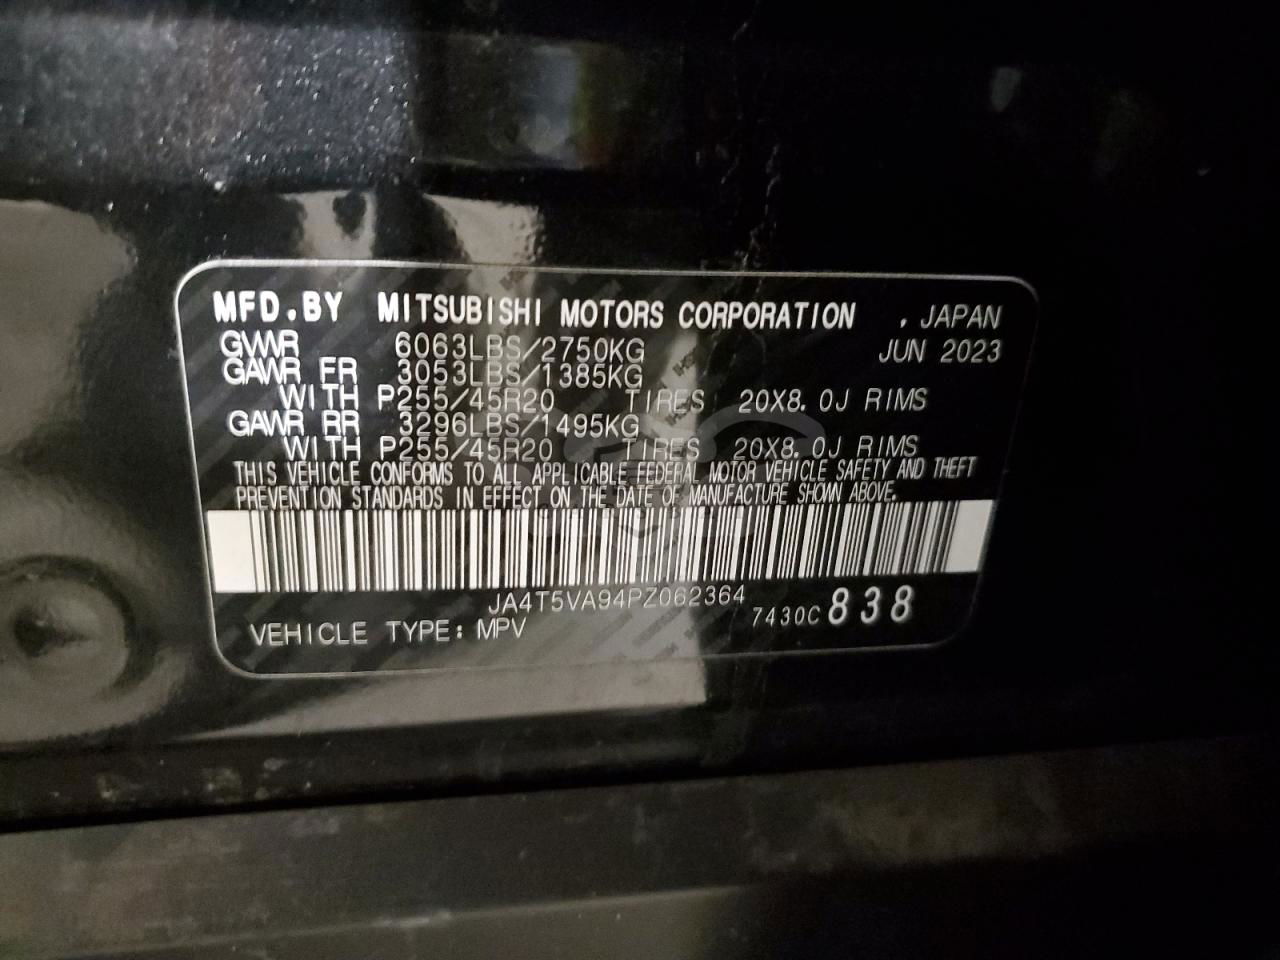 MFD.BY MITSUBISHI MOTORS CORPORATION , JAPAN
GVWR 6063LBS/2750KG JUN 2023
GAWR FR 3053LBS/1385KG
WITH P255/45R20 TIRES 20X8.0J RIMS
GAWR RR 3296LBS/1495KG
WITH P255/45R20 TIRES 20X8.0J RIMS
THIS VEHICLE CONFORMS TO ALL APPLICABLE FEDERAL MOTOR VEHICLE SAFETY AND THEFT
PREVENTION STANDARDS IN EFFECT ON THE DATE OF MANUFACTURE SHOWN ABOVE.
JA4T5VA94PZ062364
7430C 838
VEHICLE TYPE: MPV